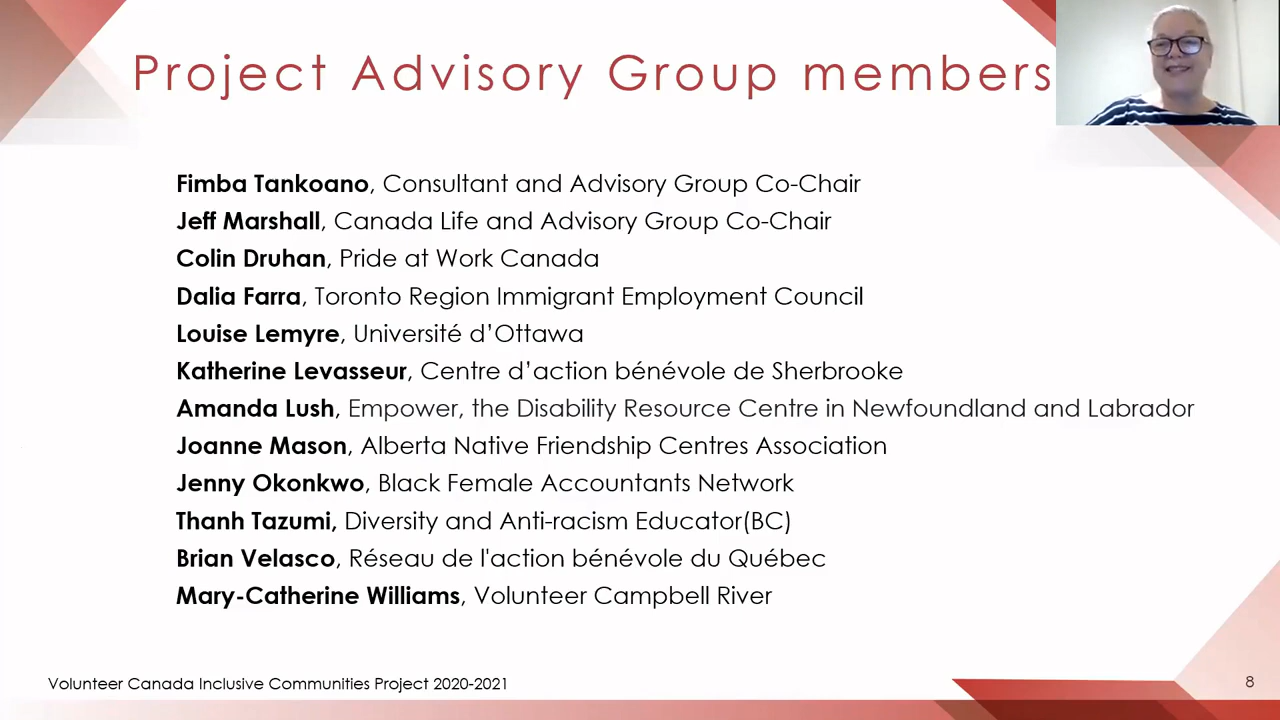 Project Advisory Group members
Fimba Tankoano, Consultant and Advisory Group Co-Chair
Jeff Marshall, Canada Life and Advisory Group Co-Chair
Colin Druhan, Pride at Work Canada
Dalia Farra, Toronto Region Immigrant Employment Council
Louise Lemyre, Université d’Ottawa
Katherine Levasseur, Centre d’action bénévole de Sherbrooke
Amanda Lush, Empower, the Disability Resource Centre in Newfoundland and Labrador
Joanne Mason, Alberta Native Friendship Centres Association
Jenny Okonkwo, Black Female Accountants Network
Thanh Tazumi, Diversity and Anti-racism Educator(BC)
Brian Velasco, Réseau de l'action bénévole du Québec
Mary-Catherine Williams, Volunteer Campbell River
Volunteer Canada Inclusive Communities Project 2020-2021
8